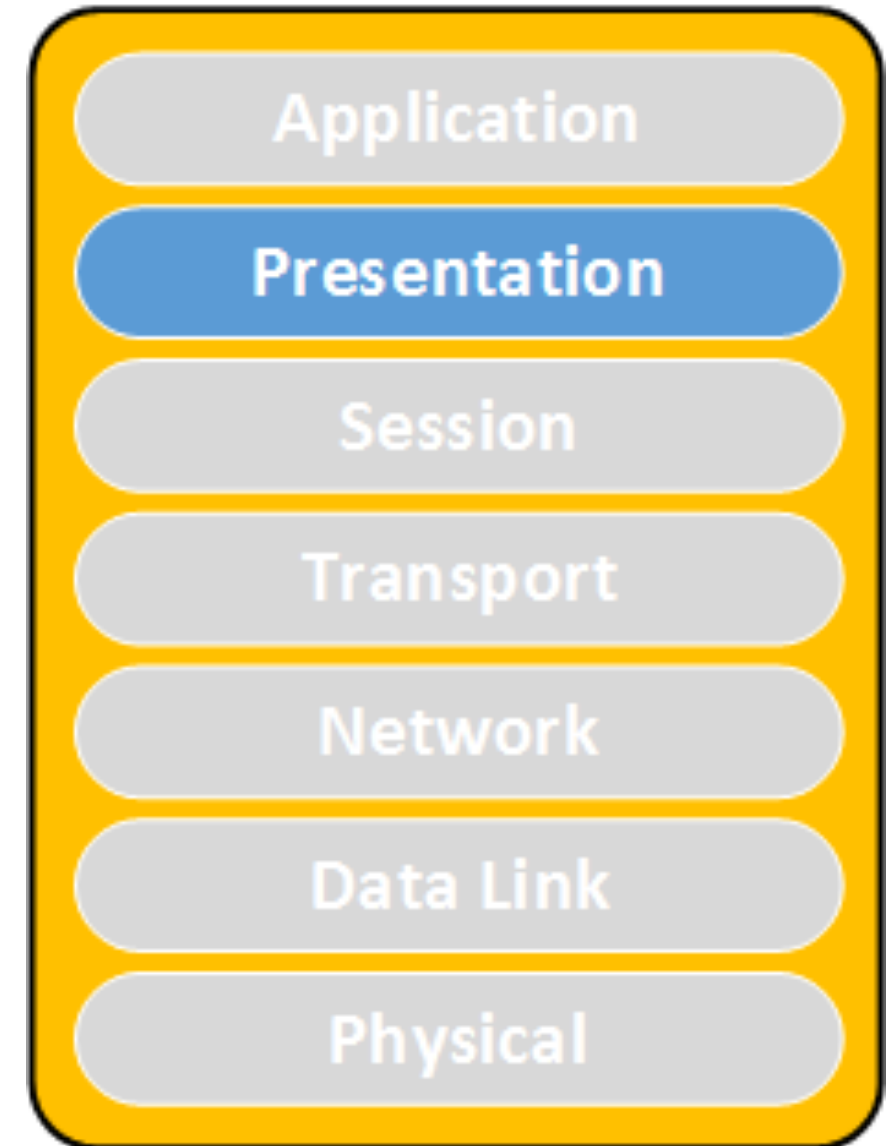 Application
Presentation
Session
Transport
Network
Data Link
Physical